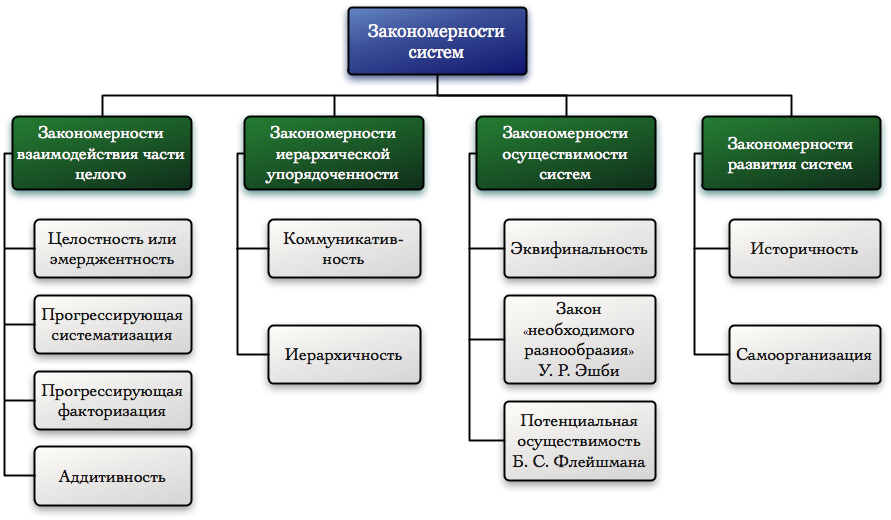 Закономерности
систем
Закономерности
взаимодействия части
целого
Целостность или
эмерджентность
Прогрессирующая
систематизация
Прогрессирующая
факторизация
Аддитивность
Закономерности
иерархической
упорядоченности
Коммуникатив-
ность
Иерархичность
Закономерности
осуществимости
систем
Эквифинальность
Закон
«необходимого
разнообразия»
У. Р. Эшби
Потенциальная
осуществимость
Б. С. Флейшмана
Закономерности
развития систем
Историчность
Самоорганизация